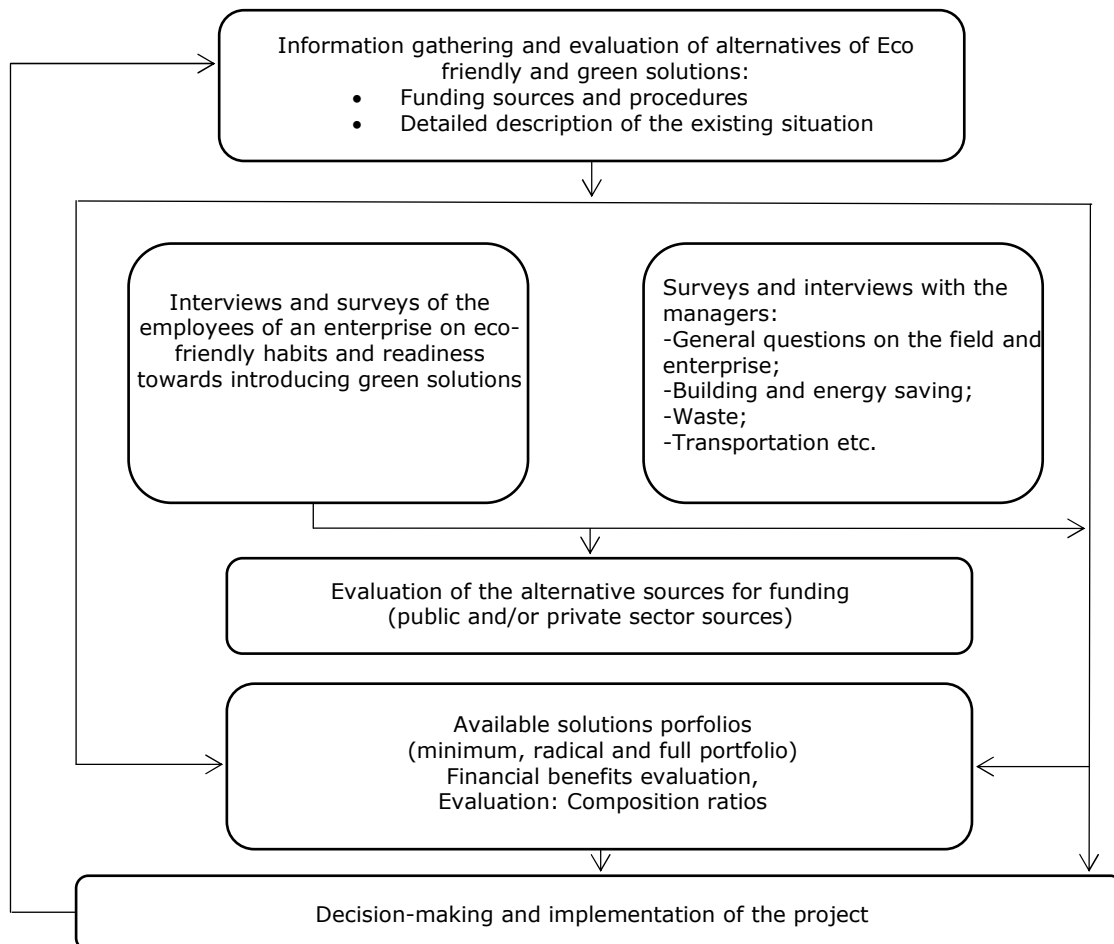 Information gathering and evaluation of alternatives of Eco
friendly and green solutions:
• Funding sources and procedures
• Detailed description of the existing situation
Interviews and surveys of the
employees of an enterprise on eco-
friendly habits and readiness
towards introducing green solutions
Surveys and interviews with the
managers:
-General questions on the field and
enterprise;
-Building and energy saving;
-Waste;
-Transportation etc.
Evaluation of the alternative sources for funding
(public and/or private sector sources)
Available solutions porfolios
(minimum, radical and full portfolio)
Financial benefits evaluation,
Evaluation: Composition ratios
Decision-making and implementation of the project